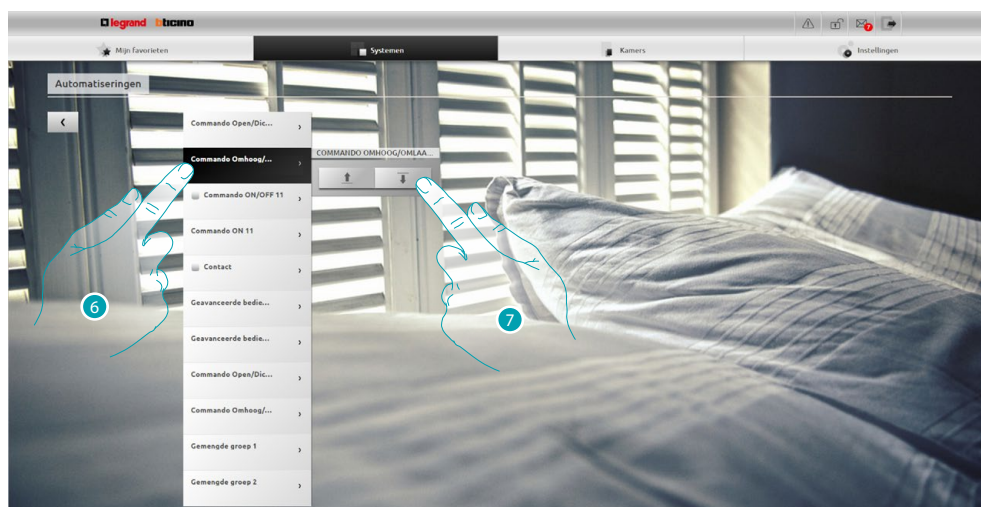 legrand bticino
7
Mijn favorieten
Systemen
Kamers
Instellingen
Automatiseringen
Commando Open/Dic...
Commando Omhoog/...
COMMANDO OMHOOG/OMLAA...
Commando ON/OFF 11
Commando ON 11
Contact
Geavanceerde bedie...
Geavanceerde bedie...
Commando Open/Dic...
Commando Omhoog/...
Gemengde groep 1
Gemengde groep 2
6
7